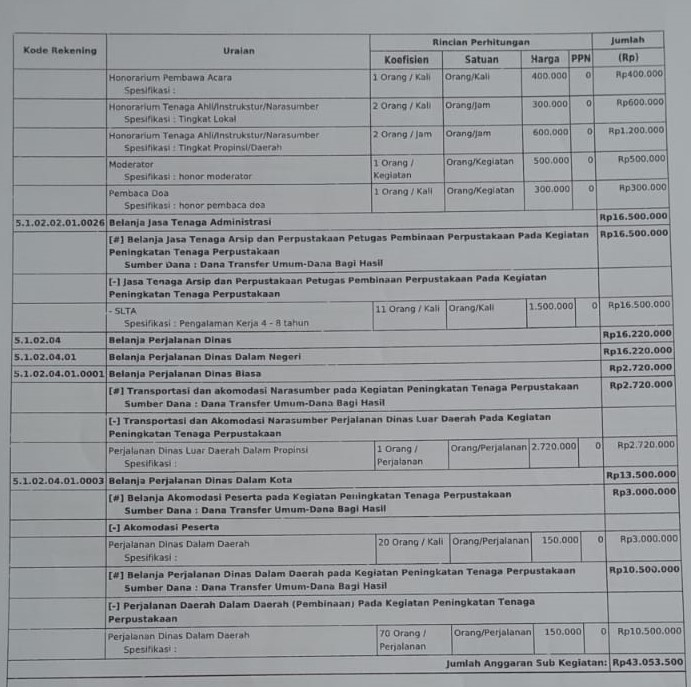 Kode Rekening Uraian Rincian Perhitungan Jumlah
Koefisien Satuan Harga PPN (Rp)
Honorarium Pembawa Acara 1 Orang / Kali Orang/Kali 400.000 0 Rp400.000
Spesifikasi :
Honorarium Tenaga Ahli/Instrukstur/Narasumber 2 Orang / Kali Orang/Jam 300.000 0 Rp600.000
Spesifikasi : Tingkat Lokal
Honorarium Tenaga Ahli/Instrukstur/Narasumber 2 Orang / Jam Orang/Jam 600.000 0 Rp1.200.000
Spesifikasi : Tingkat Propinsi/Daerah
Moderator 1 Orang / Orang/Kegiatan 500.000 0 Rp500.000
Spesifikasi : honor moderator Kegiatan
Pembaca Doa 1 Orang / Kali Orang/Kegiatan 300.000 0 Rp300.000
Spesifikasi : honor pembaca doa
5.1.02.02.01.0026 Belanja Jasa Tenaga Administrasi Rp16.500.000
[#] Belanja Jasa Tenaga Arsip dan Perpustakaan Petugas Pembinaan Perpustakaan Pada Kegiatan Rp16.500.000
Peningkatan Tenaga Perpustakaan
Sumber Dana : Dana Transfer Umum-Dana Bagi Hasil
[-] Jasa Tenaga Arsip dan Perpustakaan Petugas Pembinaan Perpustakaan Pada Kegiatan
Peningkatan Tenaga Perpustakaan
- SLTA 11 Orang / Kali Orang/Kali 1.500.000 0 Rp16.500.000
Spesifikasi : Pengalaman Kerja 4 - 8 tahun
5.1.02.04 Belanja Perjalanan Dinas Rp16.220.000
5.1.02.04.01 Belanja Perjalanan Dinas Dalam Negeri Rp16.220.000
5.1.02.04.01.0001 Belanja Perjalanan Dinas Biasa Rp2.720.000
[#] Transportasi dan akomodasi Narasumber pada Kegiatan Peningkatan Tenaga Perpustakaan Rp2.720.000
Sumber Dana : Dana Transfer Umum-Dana Bagi Hasil
[-] Transportasi dan Akomodasi Narasumber Perjalanan Dinas Luar Daerah Pada Kegiatan
Peningkatan Tenaga Perpustakaan
Perjalanan Dinas Luar Daerah Dalam Propinsi 1 Orang / Orang/Perjalanan 2.720.000 0 Rp2.720.000
Spesifikasi : Perjalanan
5.1.02.04.01.0003 Belanja Perjalanan Dinas Dalam Kota Rp13.500.000
[#] Belanja Akomodasi Peserta pada Kegiatan Peningkatan Tenaga Perpustakaan Rp3.000.000
Sumber Dana : Dana Transfer Umum-Dana Bagi Hasil
[-] Akomodasi Peserta
Perjalanan Dinas Dalam Daerah 20 Orang / Kali Orang/Perjalanan 150.000 0 Rp3.000.000
Spesifikasi :
[#] Belanja Perjalanan Dinas Dalam Daerah pada Kegiatan Peningkatan Tenaga Perpustakaan Rp10.500.000
Sumber Dana : Dana Transfer Umum-Dana Bagi Hasil
[-] Perjalanan Daerah Dalam Daerah (Pembinaan) Pada Kegiatan Peningkatan Tenaga
Perpustakaan
Perjalanan Dinas Dalam Daerah 70 Orang / Orang/Perjalanan 150.000 0 Rp10.500.000
Spesifikasi : Perjalanan
Jumlah Anggaran Sub Kegiatan: Rp43.053.500